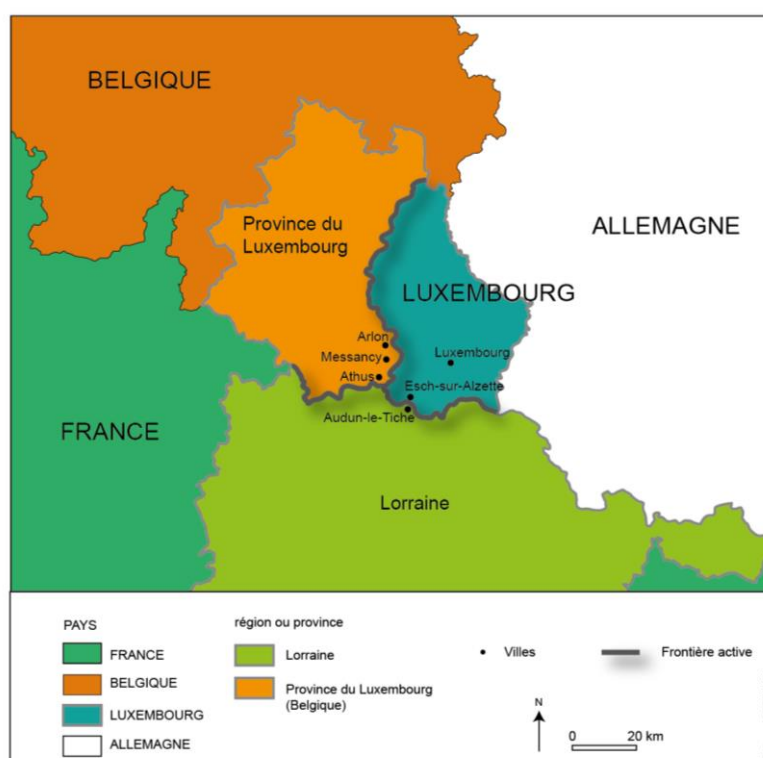 BELGIQUE
Province du
Luxembourg
ALLEMAGNE
LUXEMBOURG
Arlon
Messancy
Luxembourg
Athus
Esch-sur-Alzette
Audun-le-Tiche
FRANCE
Lorraine
PAYS
FRANCE
BELGIQUE
LUXEMBOURG
ALLEMAGNE
région ou province
Lorraine
Province du Luxembourg
(Belgique)
Villes
Frontière active
N
0 20 km